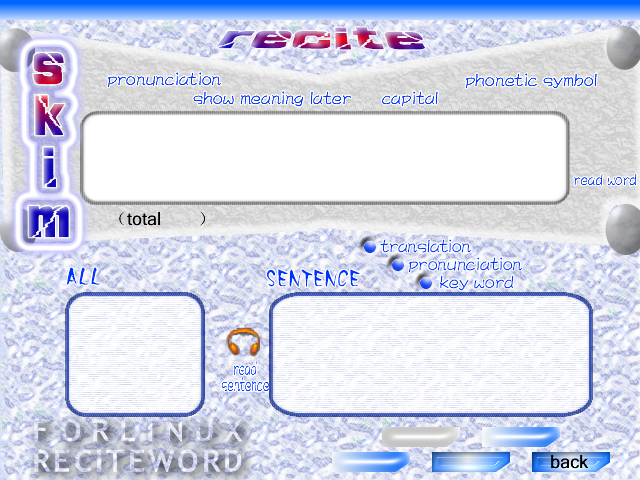 recite
skim
pronunciation
phonetic symbol
show meaning later
capital
read word
（total ）
translation
pronunciation
key word
ALL
SENTENCE
read
sentence
FORLINUX
RECITEWORD
back